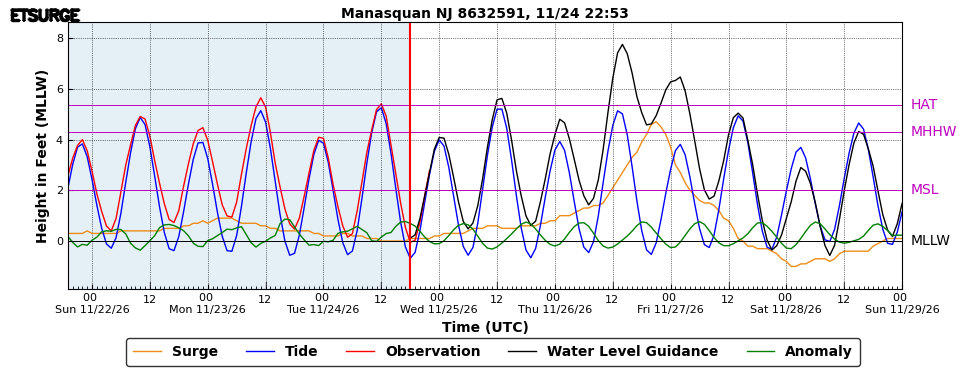 ETSURGE
Manasquan NJ 8632591, 11/24 22:53
Height in Feet (MLLW)
8
6
4
2
0
HAT
MHHW
MSL
MLLW
00 12 00 12 00 12 00 12 00 12 00 12 00 12 00
Sun 11/22/26 Mon 11/23/26 Tue 11/24/26 Wed 11/25/26 Thu 11/26/26 Fri 11/27/26 Sat 11/28/26 Sun 11/29/26
Time (UTC)
Surge Tide Observation Water Level Guidance Anomaly